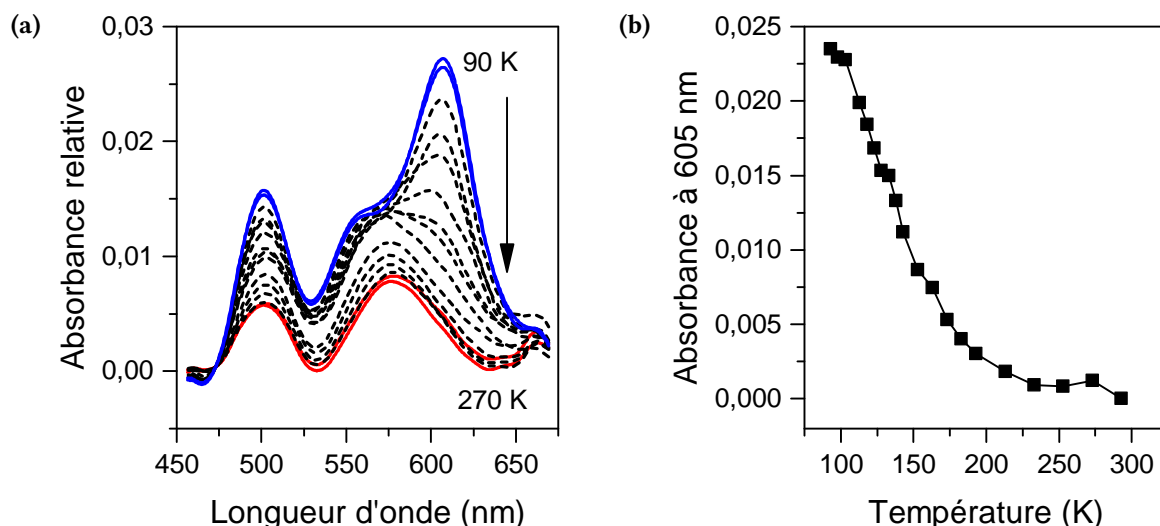 (a)
Absorbance relative
0,03
0,02
0,01
0,00
90 K
270 K
450 500 550 600 650
Longueur d'onde (nm)
(b)
Absorbance à 605 nm
0,025
0,020
0,015
0,010
0,005
0,000
100 150 200 250 300
Température (K)